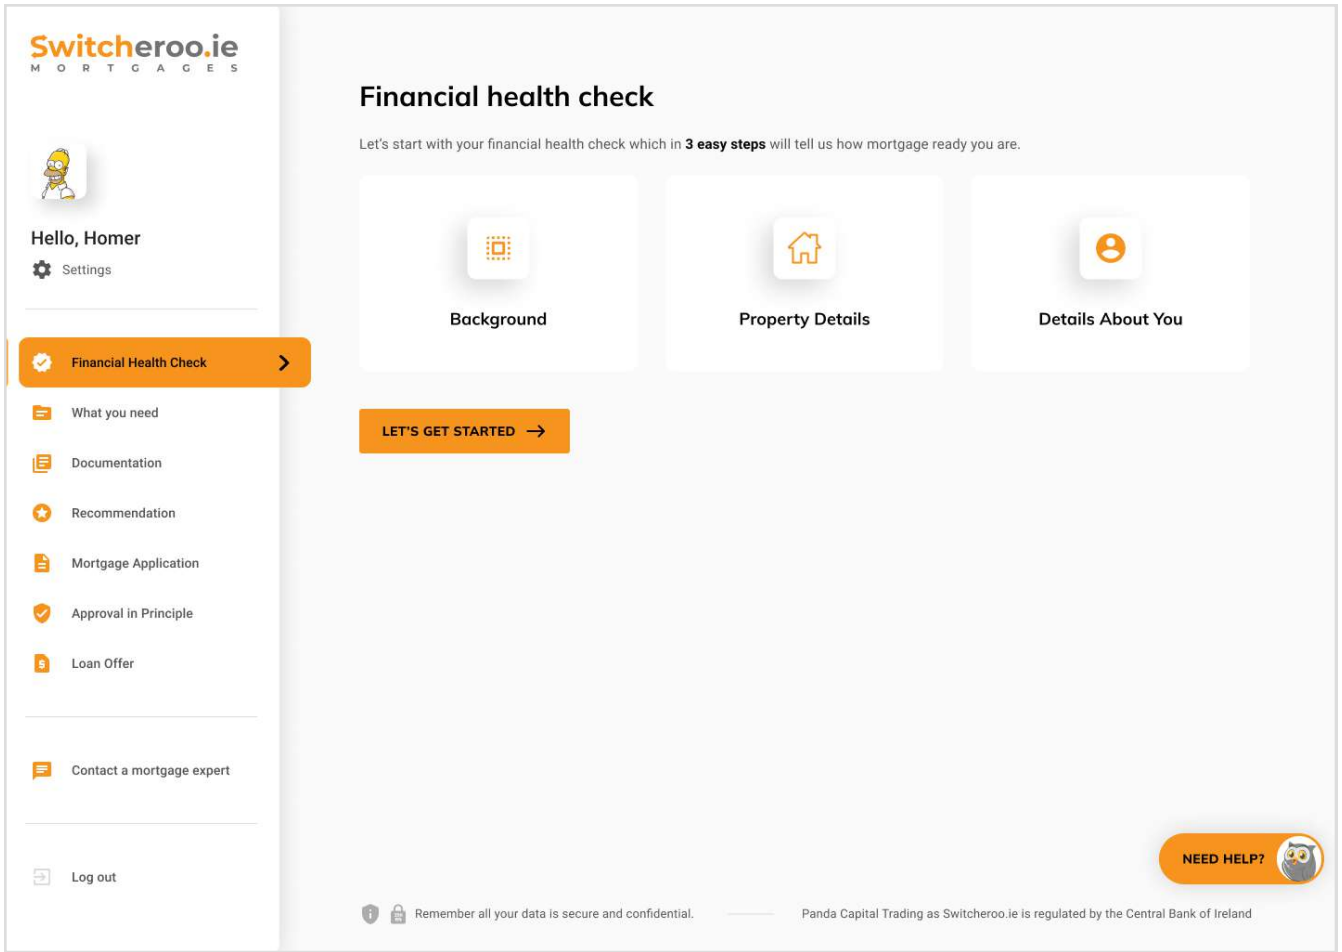 Switcheroo.ie
MORTGAGES
Hello, Homer
Settings
Financial Health Check
What you need
Documentation
Recommendation
Mortgage Application
Approval in Principle
Loan Offer
Contact a mortgage expert
Log out
Financial health check
Let's start with your financial health check which in 3 easy steps will tell us how mortgage ready you are.
Background
Property Details
Details About You
LET'S GET STARTED
NEED HELP?
Remember all your data is secure and confidential.
Panda Capital Trading as Switcheroo.ie is regulated by the Central Bank of Ireland